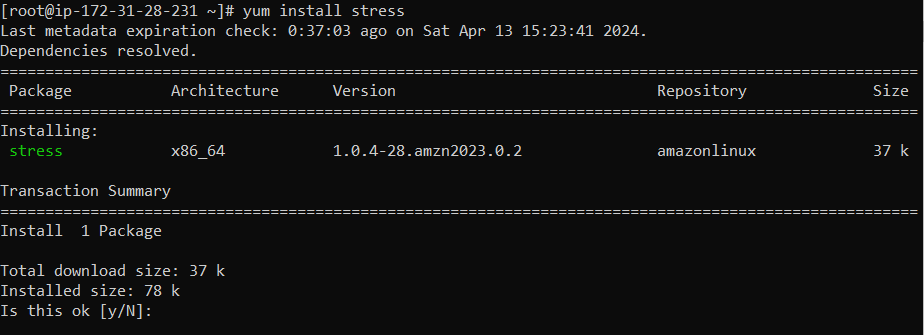 [root@ip-172-31-28-231 ~]# yum install stress
Last metadata expiration check: 0:37:03 ago on Sat Apr 13 15:23:41 2024.
Dependencies resolved.
======================================================================================================
Package Architecture Version Repository Size
======================================================================================================
Installing:
stress x86_64 1.0.4-28.amzn2023.0.2 amazonlinux 37 k
Transaction Summary
======================================================================================================
Install 1 Package
Total download size: 37 k
Installed size: 78 k
Is this ok [y/N]: